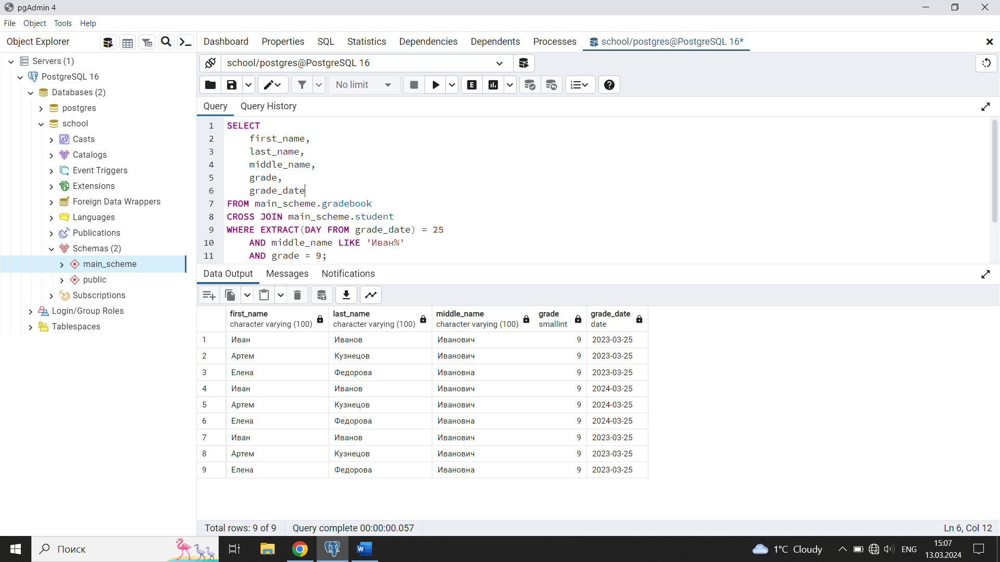 pgAdmin 4
File Object Tools Help
Object Explorer
Dashboard Properties SQL Statistics Dependencies Dependents Processes school/postgres@PostgreSQL 16*
Servers (1)
PostgreSQL 16
Databases (2)
postgres
school
Casts
Catalogs
Event Triggers
Extensions
Foreign Data Wrappers
Languages
Publications
Schemas (2)
main_scheme
public
Subscriptions
Login/Group Roles
Tablespaces
school/postgres@PostgreSQL 16
No limit
E
Query Query History
1 SELECT
2 first_name,
3 last_name,
4 middle_name,
5 grade,
6 grade_date
7 FROM main_scheme.gradebook
8 CROSS JOIN main_scheme.student
9 WHERE EXTRACT(DAY FROM grade_date) = 25
10 AND middle_name LIKE 'Иван%'
11 AND grade = 9;
Data Output Messages Notifications
first_name last_name middle_name grade grade_date
character varying (100) character varying (100) character varying (100) smallint date
1 Иван Иванов Иванович 9 2023-03-25
2 Артем Кузнецов Иванович 9 2023-03-25
3 Елена Федорова Ивановна 9 2023-03-25
4 Иван Иванов Иванович 9 2024-03-25
5 Артем Кузнецов Иванович 9 2024-03-25
6 Елена Федорова Ивановна 9 2024-03-25
7 Иван Иванов Иванович 9 2023-03-25
8 Артем Кузнецов Иванович 9 2023-03-25
9 Елена Федорова Ивановна 9 2023-03-25
Total rows: 9 of 9 Query complete 00:00:00.057 Ln 6, Col 12
Поиск
1°C Cloudy
ENG
15:07
13.03.2024